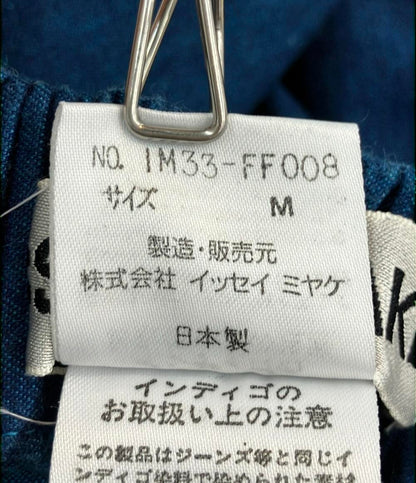 NO. IM33-FF008
サイズ M
製造・販売元
株式会社 イッセイ ミヤケ
日本製
インディゴの
お取扱い上の注意
この製品はジーンズ等と同じイ
ンディゴ染料で染められた素材